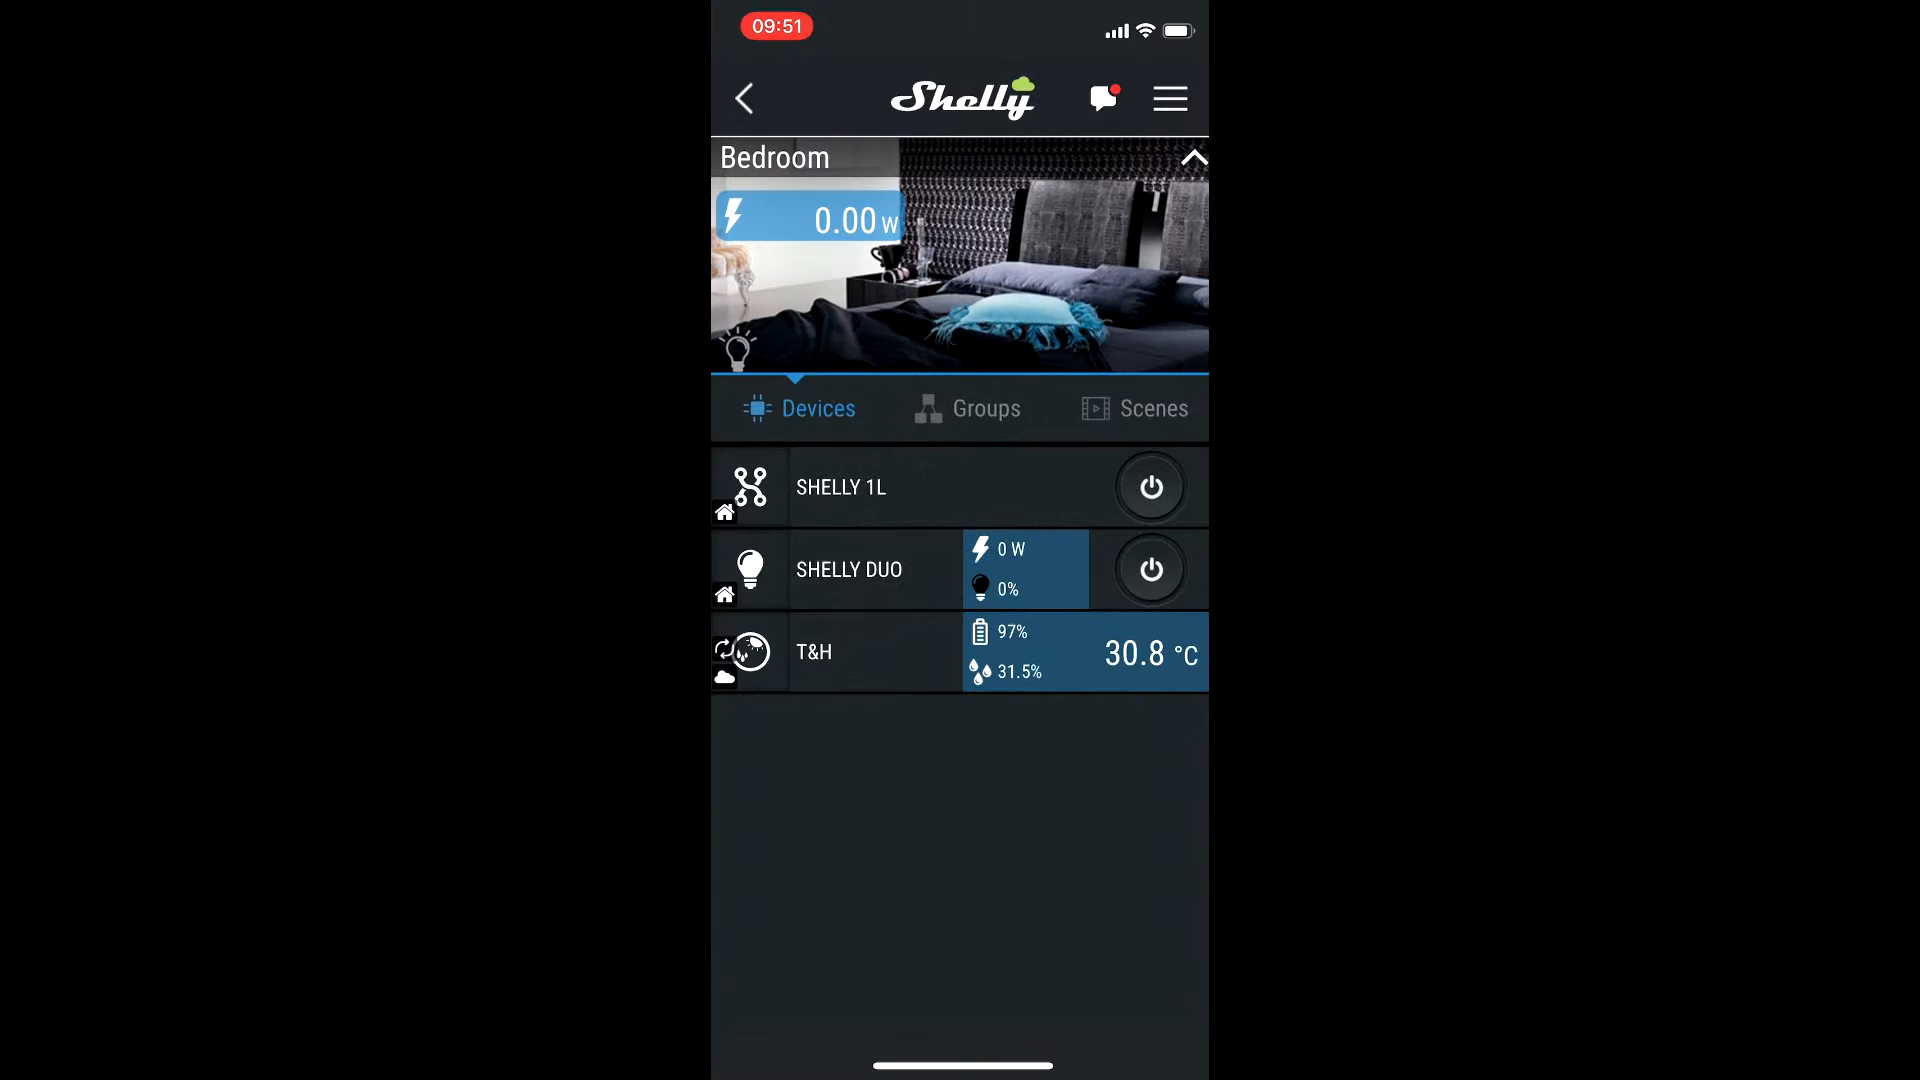 09:51
Shelly
Bedroom
0.00 W
Devices Groups Scenes
SHELLY 1L
SHELLY DUO
0 W
0%
T&H
97%
31.5%
30.8 °C